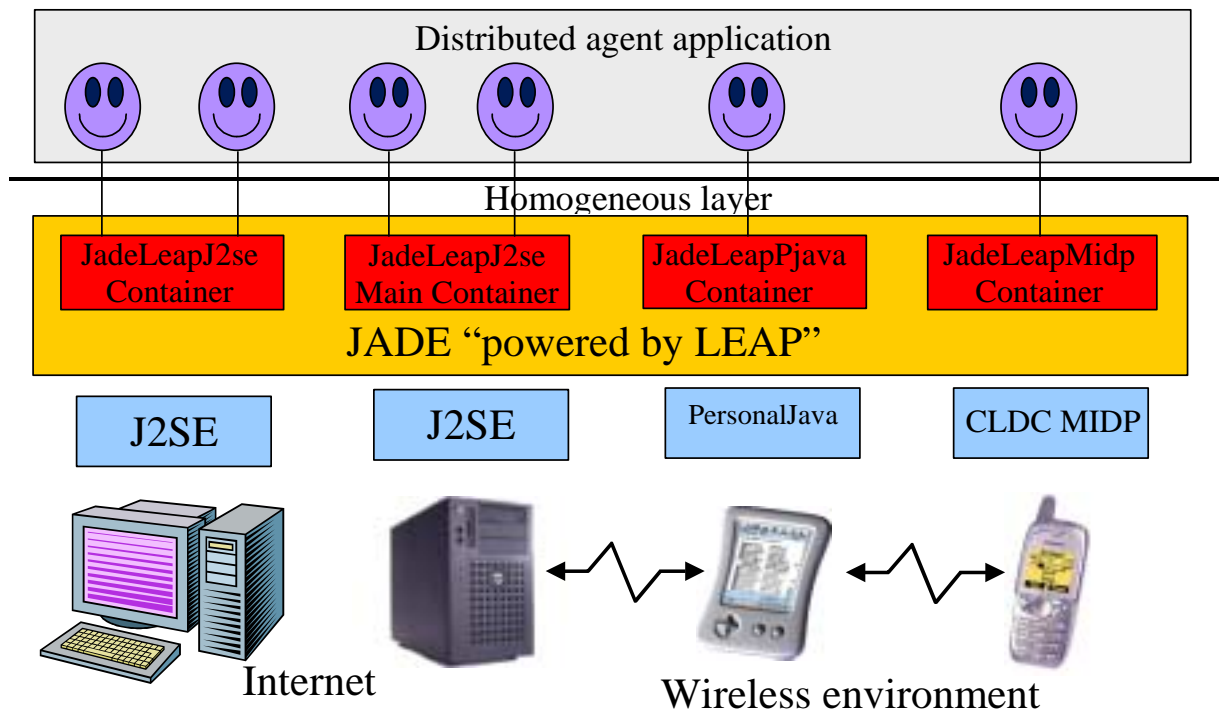 Distributed agent application
Homogeneous layer
JadeLeapJ2se
Container
JadeLeapJ2se
Main Container
JadeLeapPjava
Container
JadeLeapMidp
Container
JADE “powered by LEAP”
J2SE
J2SE
PersonalJava
CLDC MIDP
Internet
Wireless environment